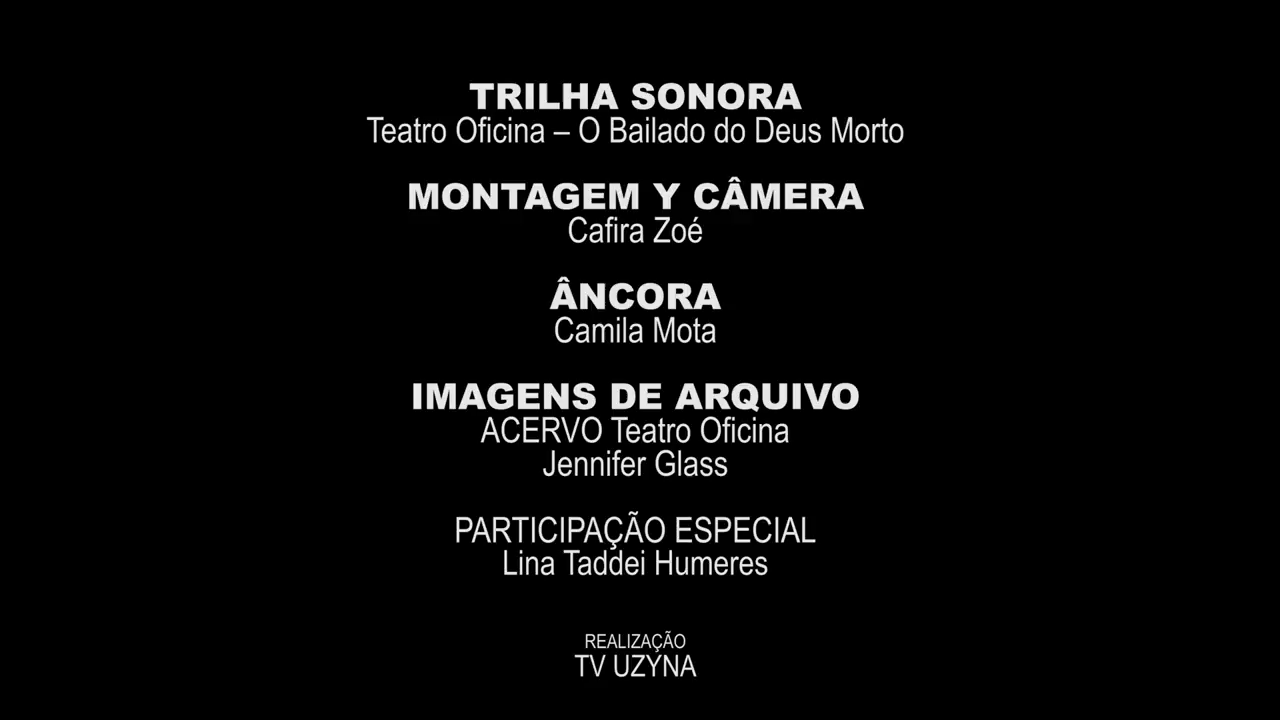 TRILHA SONORA
Teatro Oficina – O Bailado do Deus Morto
MONTAGEM Y CÂMERA
Cafira Zoé
ÂNCORA
Camila Mota
IMAGENS DE ARQUIVO
ACERVO Teatro Oficina
Jennifer Glass
PARTICIPAÇÃO ESPECIAL
Lina Taddei Humeres
REALIZAÇÃO
TV UZYNA